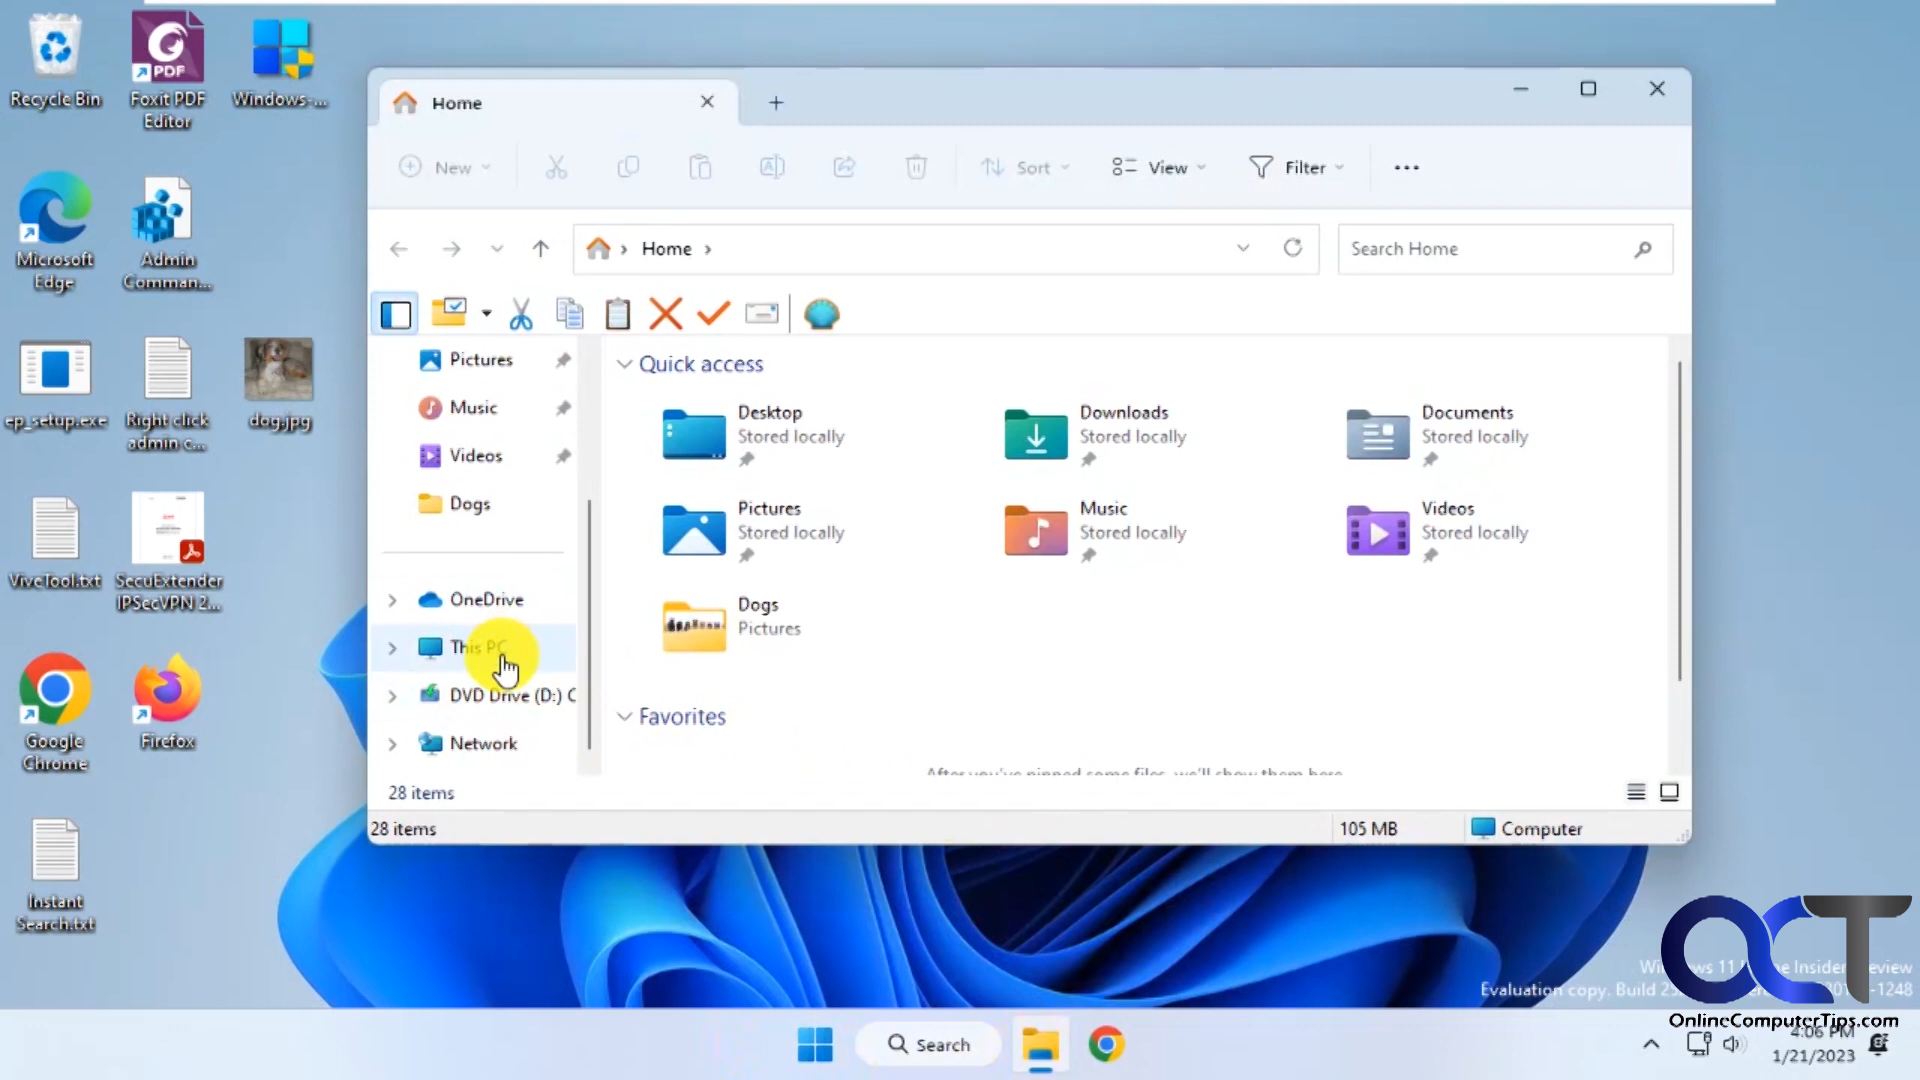 Recycle Bin
Foxit PDF
Editor
Windows-...
Microsoft
Edge
Admin
Comman...
ep_setup.exe
Right click
admin c...
dog.jpg
ViveTool.txt
SecuExtender
IPSecVPN 2...
Google
Chrome
Firefox
Instant
Search.txt
Home
New
Sort
View
Filter
Home
Search Home
Pictures
Music
Videos
Dogs
OneDrive
This PC
DVD Drive (D:) C
Network
Quick access
Desktop
Stored locally
Downloads
Stored locally
Documents
Stored locally
Pictures
Stored locally
Music
Stored locally
Videos
Stored locally
Dogs
Pictures
Favorites
After you've pinned some files, we'll show them here.
28 items
28 items
105 MB
Computer
11
Insider
Evaluation copy. Build
-1248
OCT
OnlineComputerTips.com
Search
4:06 PM
1/21/2023